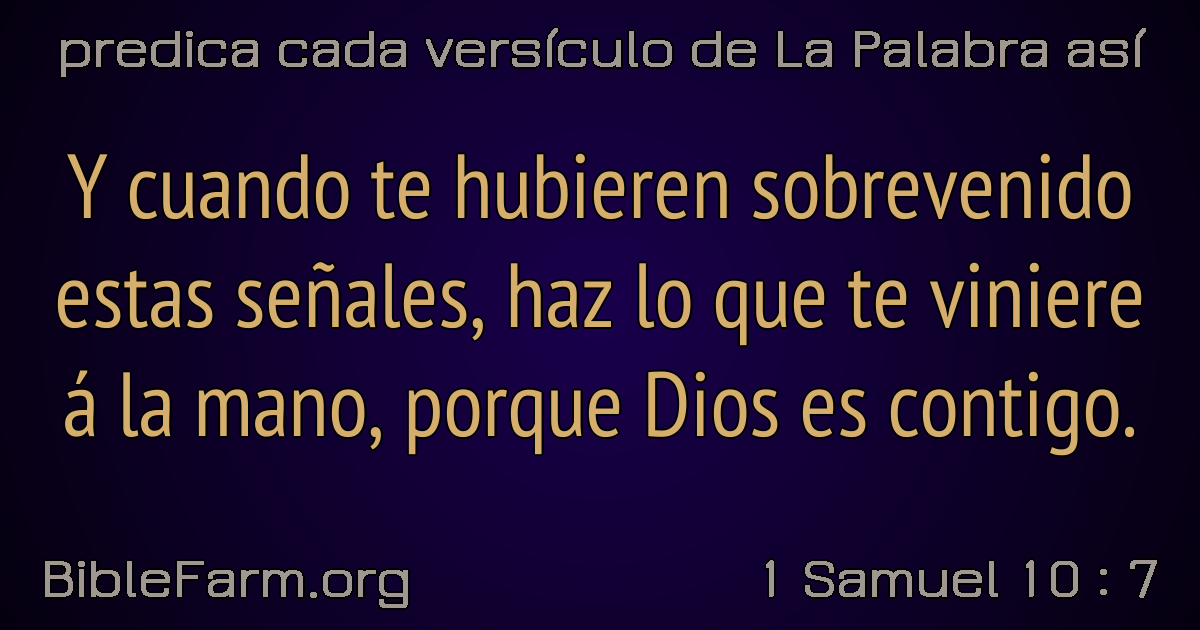 predica cada versículo de La Palabra así
Y cuando te hubieren sobrevenido
estas señales, haz lo que te viniere
á la mano, porque Dios es contigo.
BibleFarm.org
1 Samuel 10 : 7